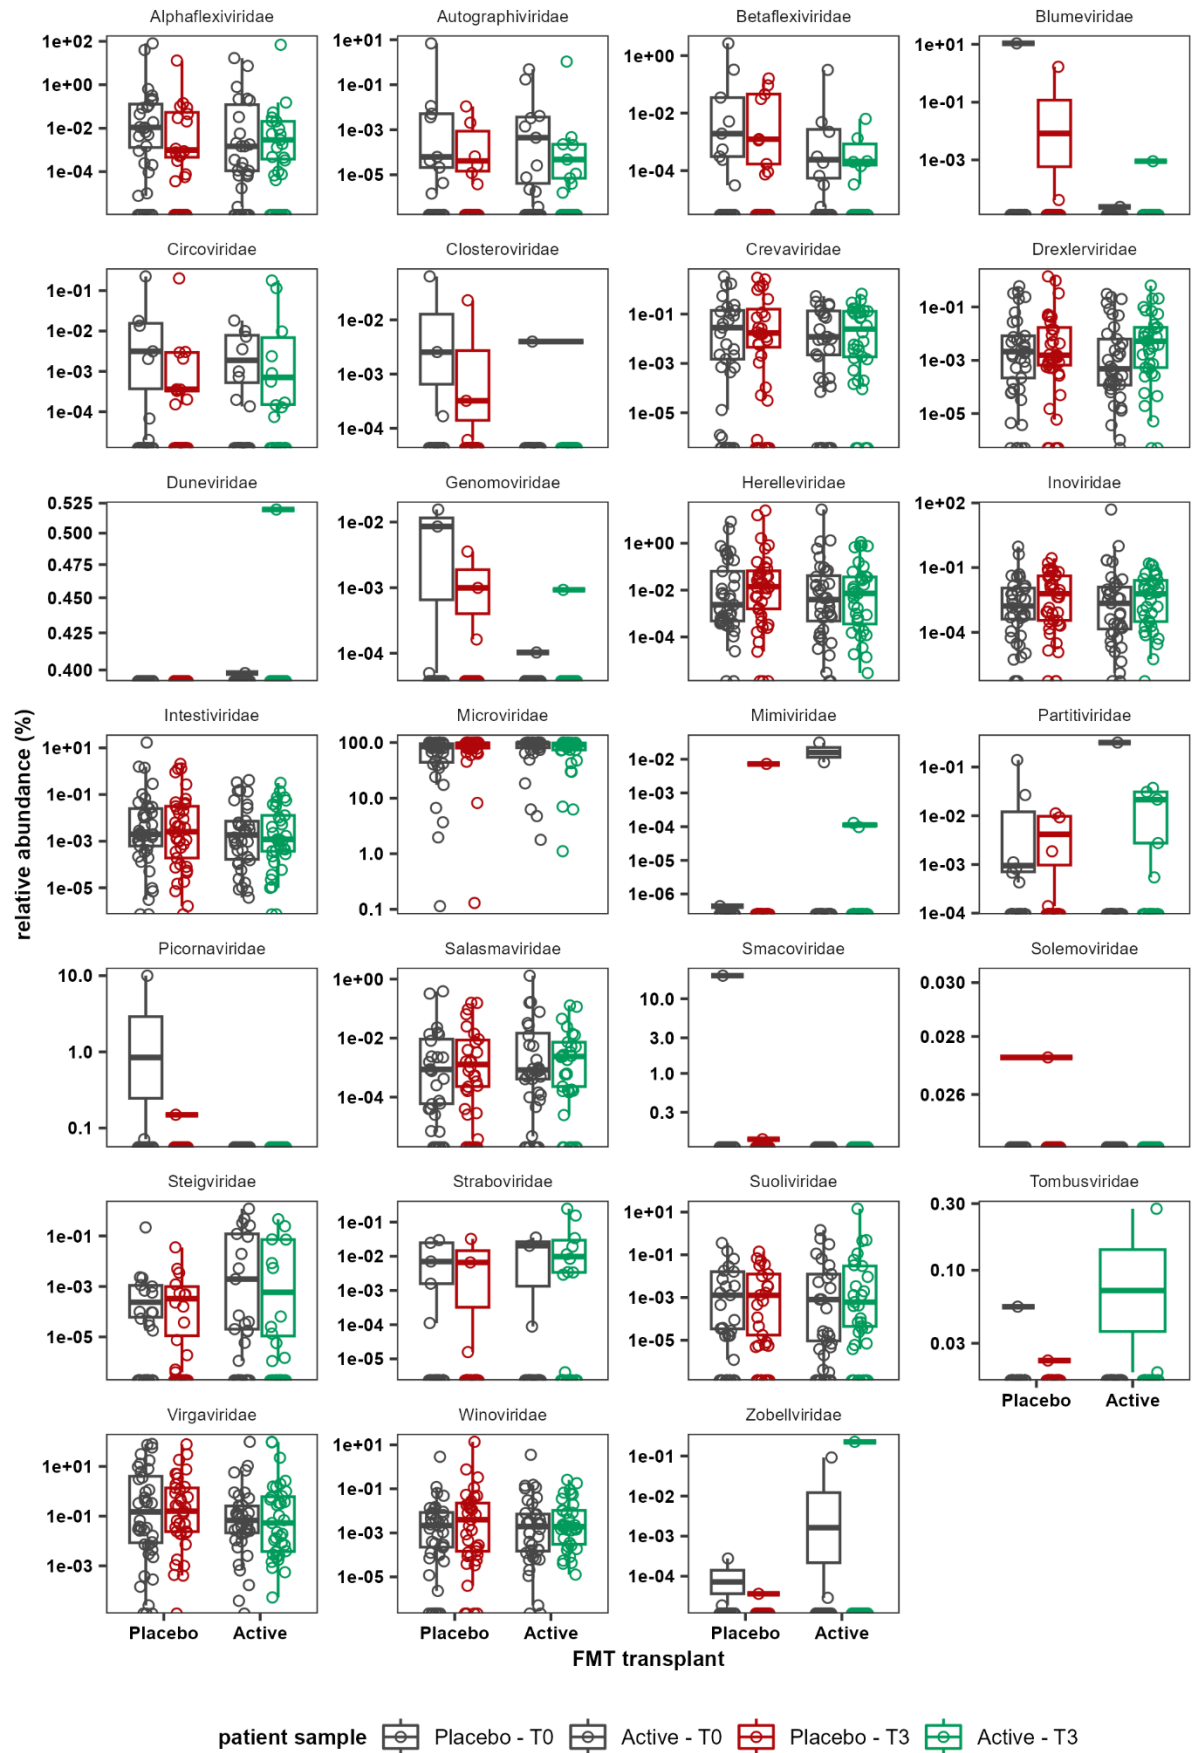 Alphaflexiviridae
Autographiviridae
Betaflexiviridae
Blumeviridae
1e+02
1e+00
1e-02
1e-04
1e+01
1e-01
1e-03
1e-05
1e+00
1e-02
1e-04
1e+01
1e-01
1e-03
Circoviridae
Closteroviridae
Crevaviridae
Drexlerviridae
1e-01
1e-02
1e-03
1e-04
1e-02
1e-03
1e-04
1e-01
1e-03
1e-05
1e-01
1e-03
1e-05
Duneviridae
Genomoviridae
Herelleviridae
Inoviridae
0.525
0.500
0.475
0.450
0.425
0.400
1e-02
1e-03
1e-04
1e+00
1e-02
1e-04
1e+02
1e-01
1e-04
Intestiviridae
Microviridae
Mimiviridae
Partitiviridae
1e+01
1e-01
1e-03
1e-05
100.0
10.0
1.0
0.1
1e-02
1e-03
1e-04
1e-05
1e-06
1e-01
1e-02
1e-03
1e-04
relative abundance (%)
Picornaviridae
Salasmaviridae
Smacoviridae
Solemoviridae
10.0
1.0
0.1
1e+00
1e-02
1e-04
10.0
3.0
1.0
0.3
0.030
0.028
0.026
Steigviridae
Straboviridae
Suoliviridae
Tombusviridae
1e-01
1e-03
1e-05
1e-01
1e-02
1e-03
1e-04
1e-05
1e+01
1e-01
1e-03
1e-05
0.30
0.10
0.03
Placebo Active
Virgaviridae
Winoviridae
Zobellviridae
1e+01
1e-01
1e-03
1e+01
1e-01
1e-03
1e-05
1e-01
1e-02
1e-03
1e-04
Placebo Active
Placebo Active
Placebo Active
FMT transplant
patient sample Placebo - T0 Active - T0 Placebo - T3 Active - T3